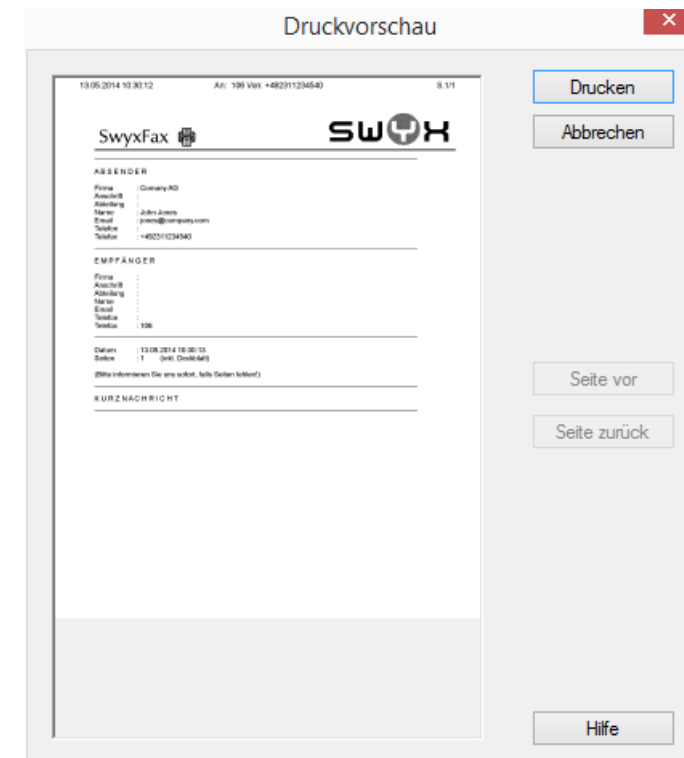 Druckvorschau
13.05.2014 10:30:12 An: 106 Von: +492311234540 S.1/1
SwyxFax swyx
ABSENDER
Firma : Comany AG
Anschrift :
Abteilung :
Name : John Jones
Email : jones@company.com
Telefon :
Telefax : +492311234540
EMPFÄNGER
Firma :
Anschrift :
Abteilung :
Name :
Email :
Telefon :
Telefax : 106
Datum : 13.05.2014 10:30:13
Seiten : 1 (inkl. Deckblatt)
(Bitte informieren Sie uns sofort, falls Seiten fehlen!)
KURZNACHRICHT
Drucken
Abbrechen
Seite vor
Seite zurück
Hilfe